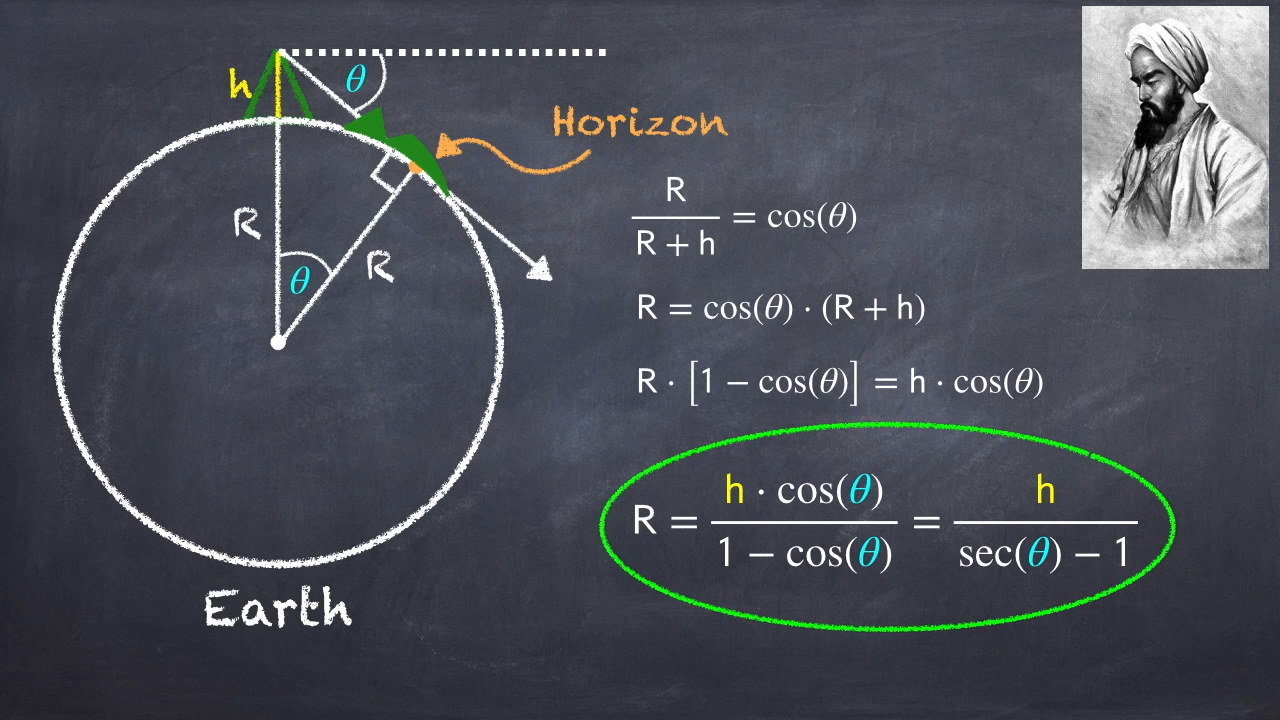 h
θ
Horizon
R
θ
R
Earth
R / (R + h) = cos(θ)
R = cos(θ) · (R + h)
R · [1 − cos(θ)] = h · cos(θ)
R = h · cos(θ) / (1 − cos(θ)) = h / (sec(θ) − 1)